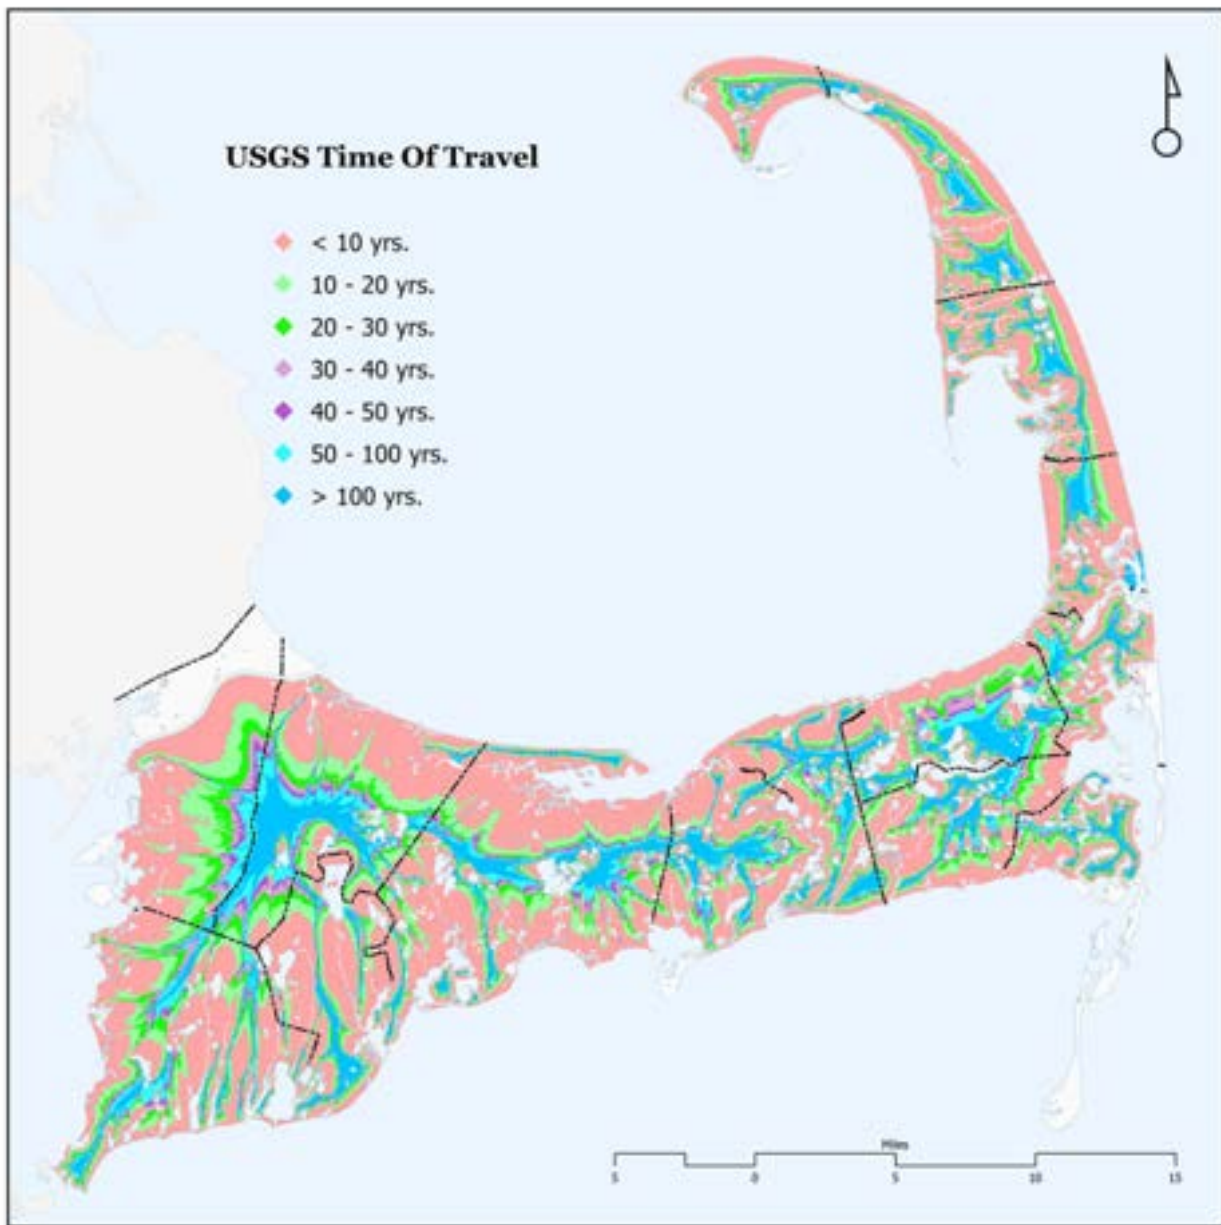 USGS Time Of Travel
< 10 yrs.
10 - 20 yrs.
20 - 30 yrs.
30 - 40 yrs.
40 - 50 yrs.
50 - 100 yrs.
> 100 yrs.
Miles
5 0 5 10 15